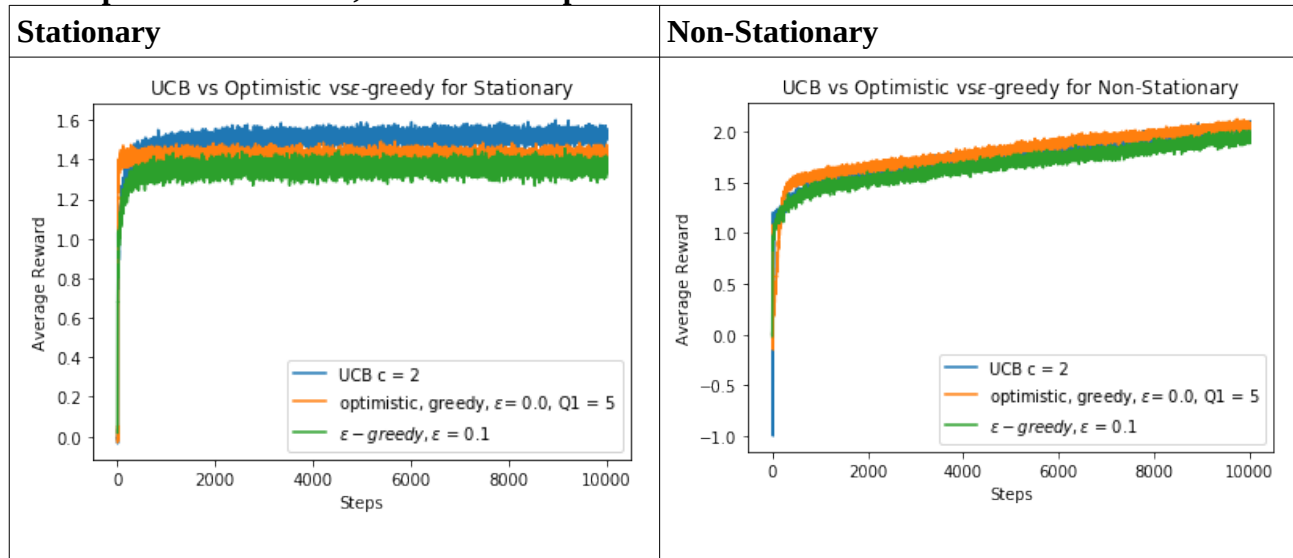 Stationary
Non-Stationary
UCB vs Optimistic vsε-greedy for Stationary
1.6
1.4
1.2
1.0
0.8
0.6
0.4
0.2
0.0
Average Reward
UCB c = 2
optimistic, greedy, ε= 0.0, Q1 = 5
ε − greedy, ε = 0.1
0 2000 4000 6000 8000 10000
Steps
UCB vs Optimistic vsε-greedy for Non-Stationary
2.0
1.5
1.0
0.5
0.0
−0.5
−1.0
Average Reward
UCB c = 2
optimistic, greedy, ε= 0.0, Q1 = 5
ε − greedy, ε = 0.1
0 2000 4000 6000 8000 10000
Steps